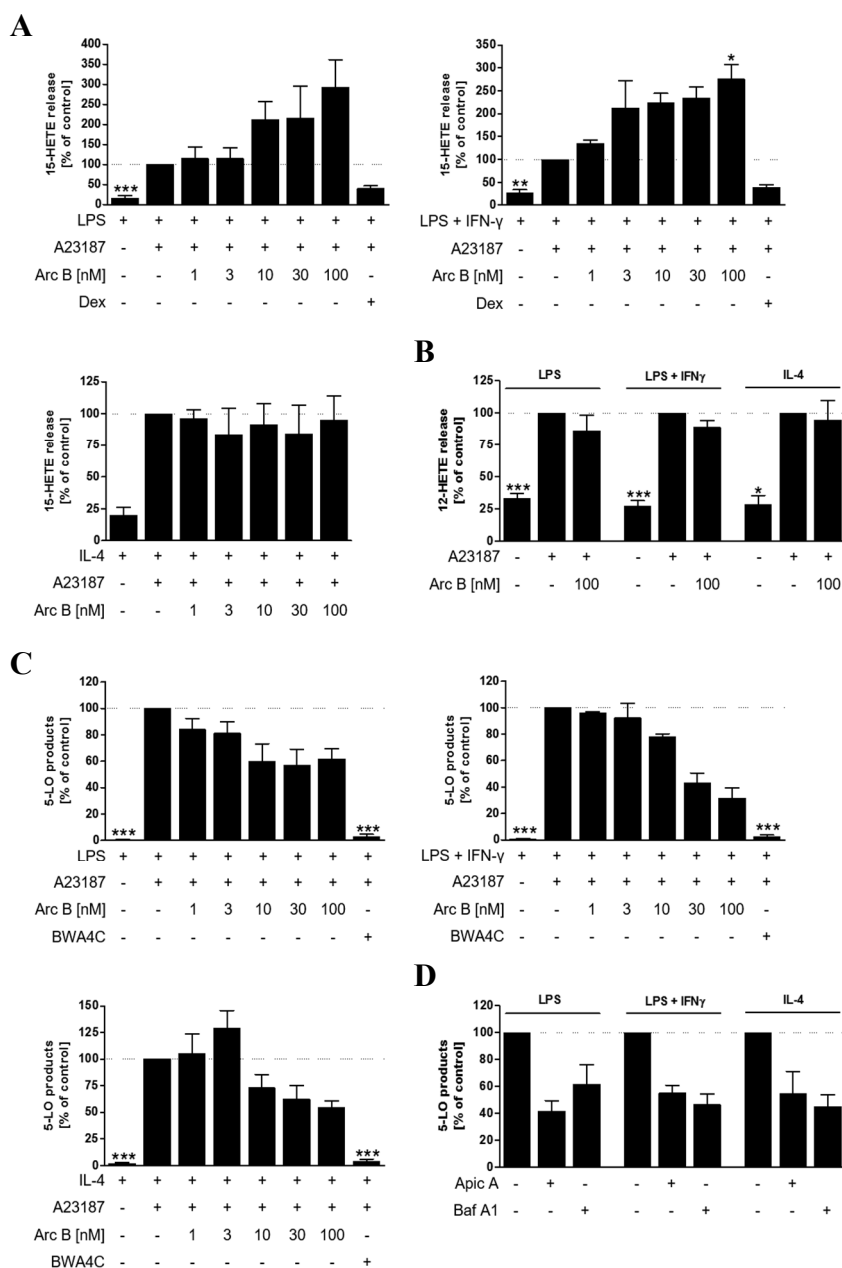 A
15-HETE release
[% of control]
400
350
300
250
200
150
100
50
0
***
LPS + + + + + + + +
A23187 - + + + + + + +
Arc B [nM] - - 1 3 10 30 100 -
Dex - - - - - - - +
15-HETE release
[% of control]
350
300
250
200
150
100
50
0
**
*
LPS + IFN-γ + + + + + + + +
A23187 - + + + + + + +
Arc B [nM] - - 1 3 10 30 100 -
Dex - - - - - - - +
15-HETE release
[% of control]
125
100
75
50
25
0
IL-4 + + + + + + +
A23187 - + + + + + +
Arc B [nM] - - 1 3 10 30 100
B
LPS LPS + IFNγ IL-4
12-HETE release
[% of control]
125
100
75
50
25
0
*** *** *
A23187 - + + - + + - + +
Arc B [nM] - - 100 - - 100 - - 100
C
5-LO products
[% of control]
120
100
80
60
40
20
0
*** ***
LPS + + + + + + + +
A23187 - + + + + + + +
Arc B [nM] - - 1 3 10 30 100 -
BWA4C - - - - - - - +
5-LO products
[% of control]
120
100
80
60
40
20
0
*** ***
LPS + IFN-γ + + + + + + + +
A23187 - + + + + + + +
Arc B [nM] - - 1 3 10 30 100 -
BWA4C - - - - - - - +
5-LO products
[% of control]
150
125
100
75
50
25
0
*** ***
IL-4 + + + + + + + +
A23187 - + + + + + + +
Arc B [nM] - - 1 3 10 30 100 -
BWA4C - - - - - - - +
D
LPS LPS + IFNγ IL-4
5-LO products
[% of control]
120
100
80
60
40
20
0
Apic A - + - - + - - + -
Baf A1 - - + - - + - - +